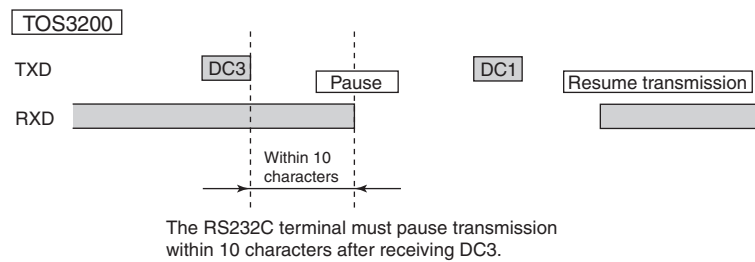 TOS3200
TXD
DC3
Pause
DC1
Resume transmission
RXD
Within 10
characters
The RS232C terminal must pause transmission
within 10 characters after receiving DC3.